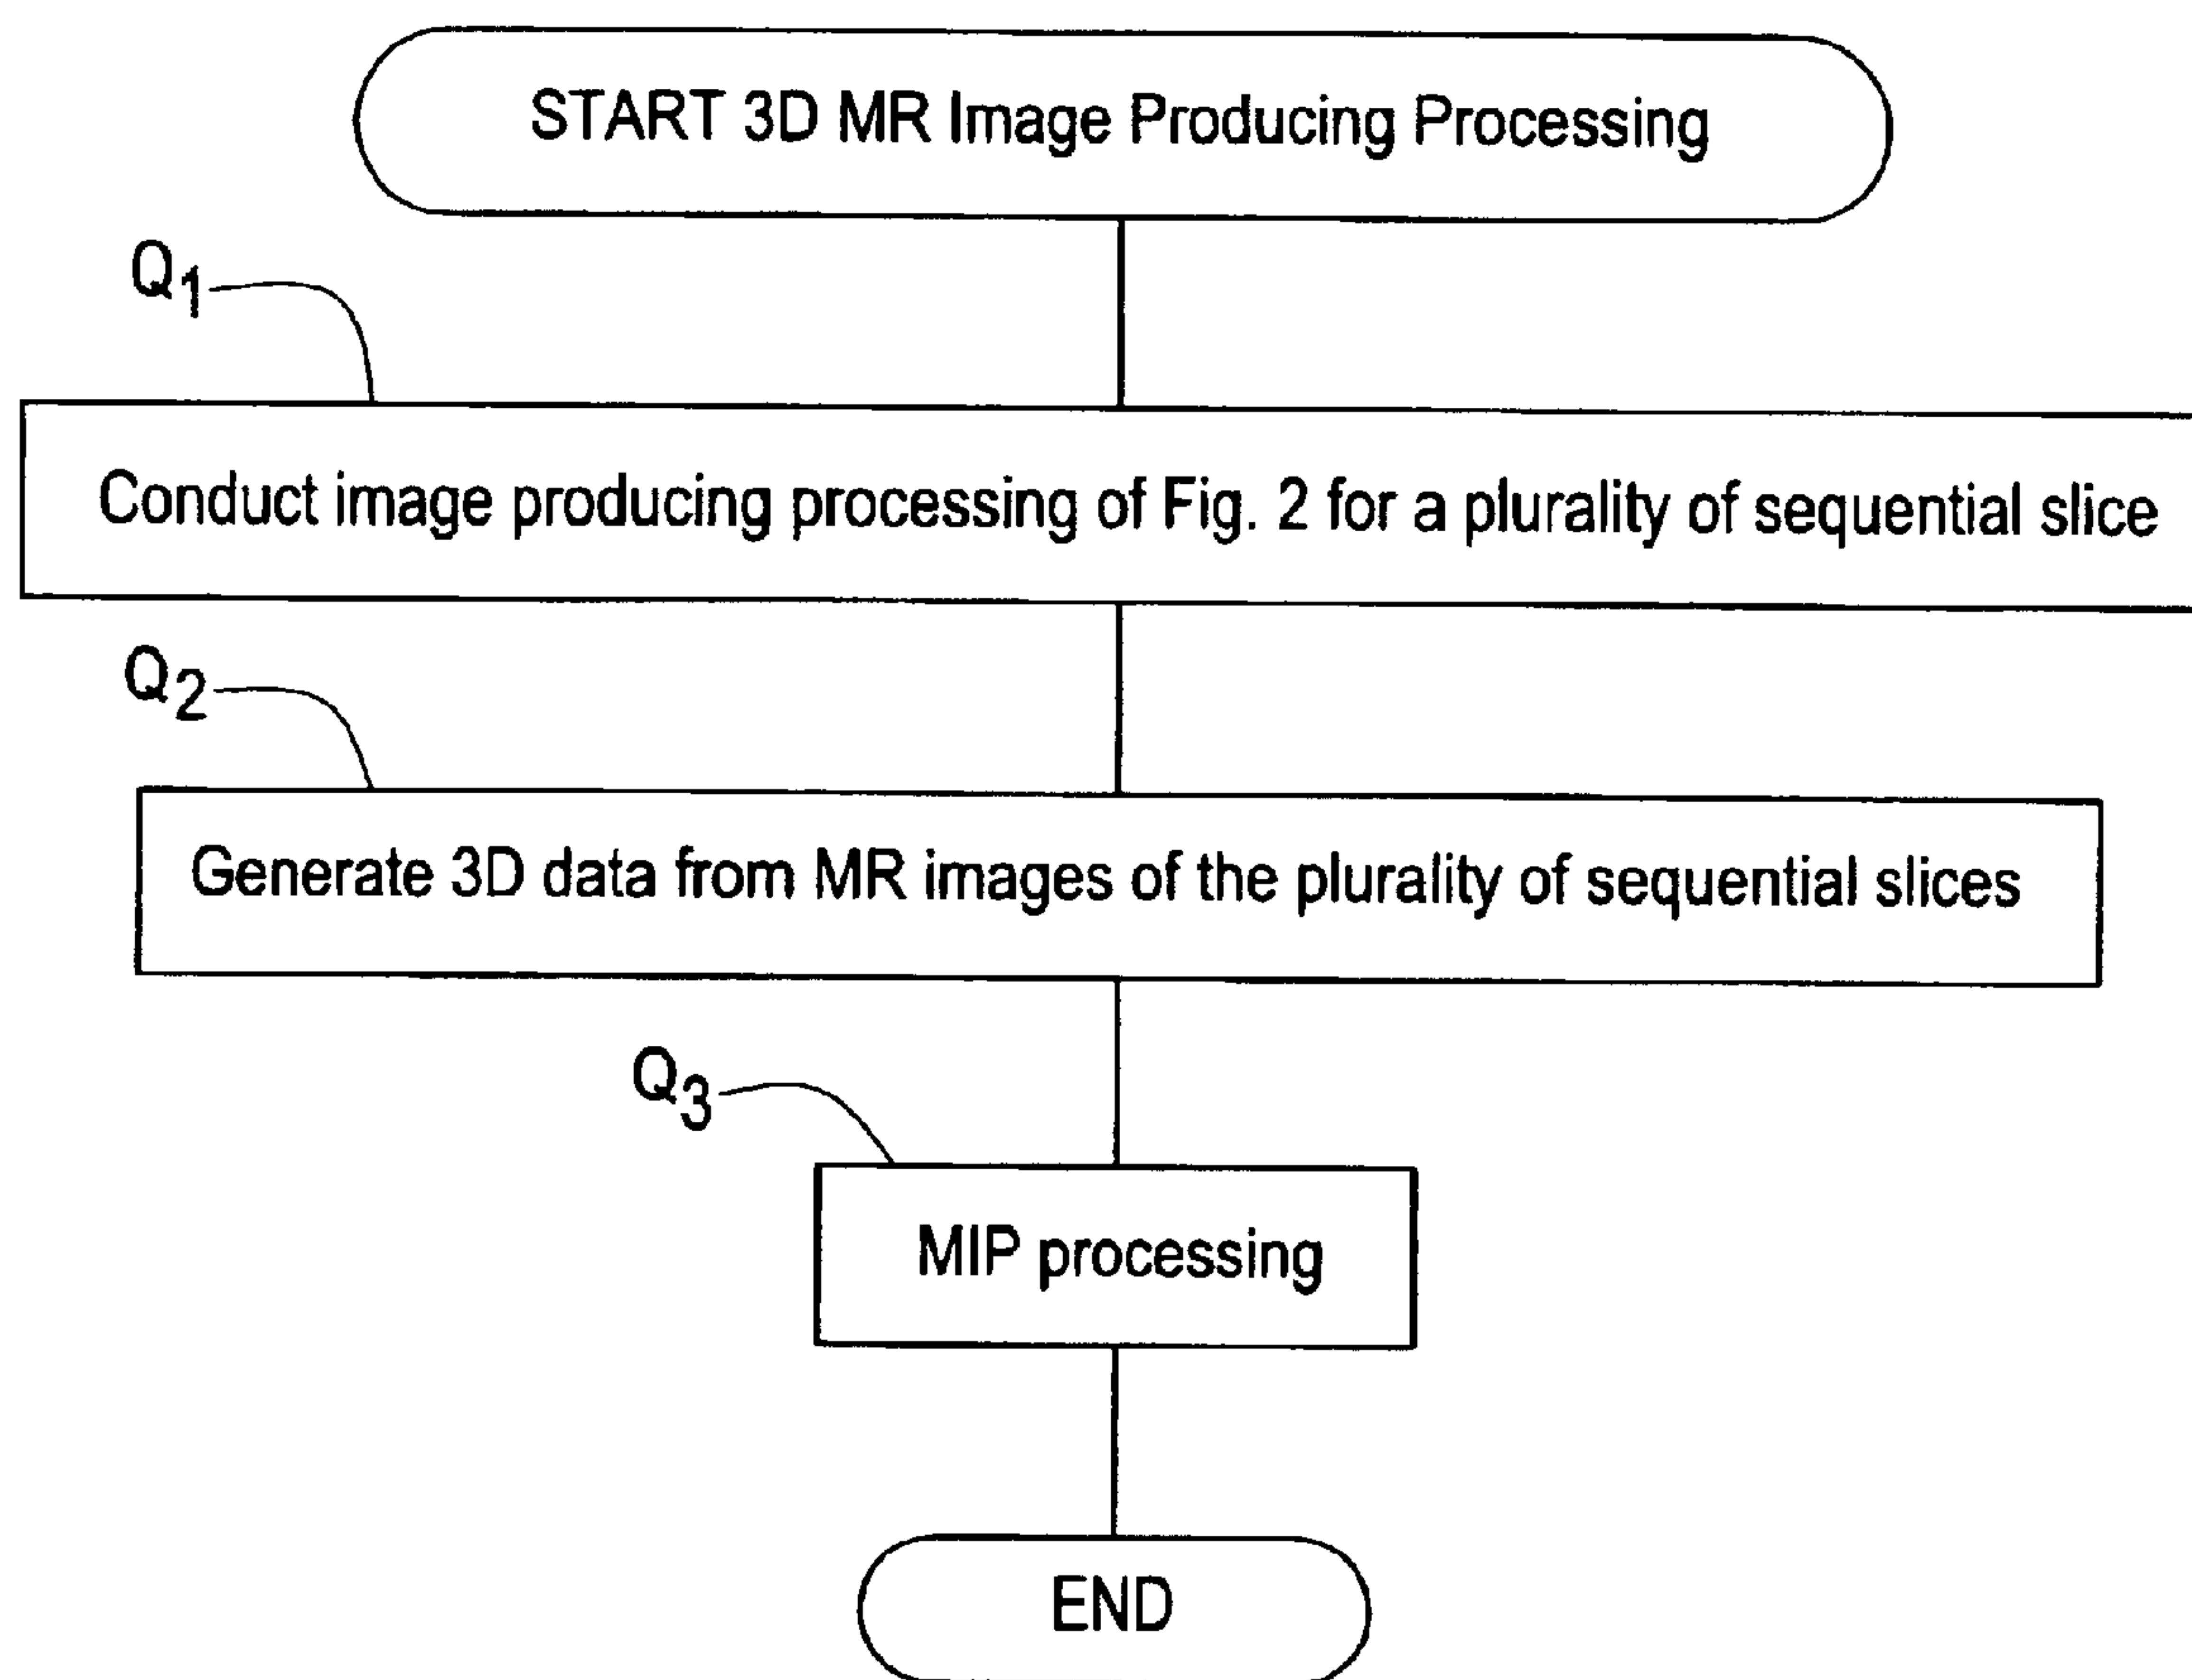 START 3D MR Image Producing Processing
Q1
Conduct image producing processing of Fig. 2 for a plurality of sequential slice
Q2
Generate 3D data from MR images of the plurality of sequential slices
Q3
MIP processing
END